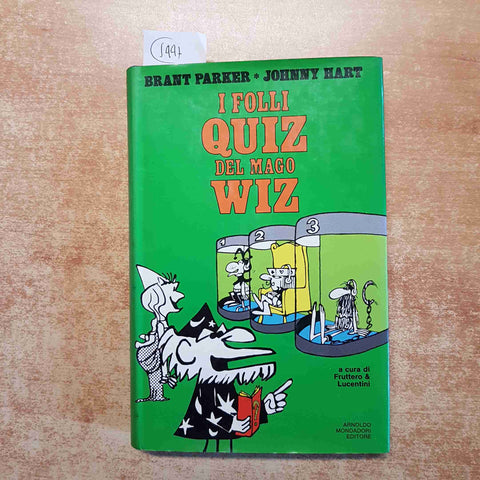 BRANT PARKER * JOHNNY HART
I FOLLI
QUIZ
DEL MAGO
WIZ
1
2
3
a cura di
Fruttero &
Lucentini
ARNOLDO
MONDADORI
EDITORE